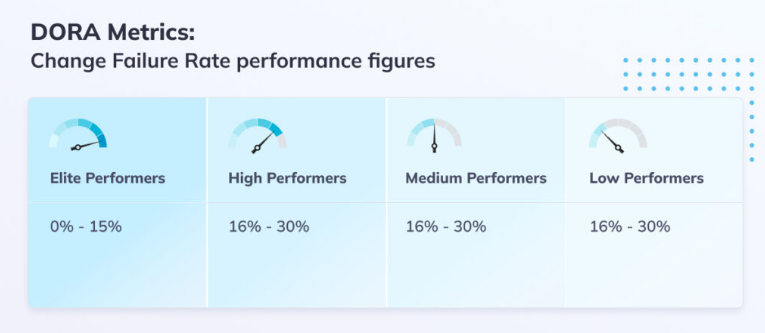 DORA Metrics:
Change Failure Rate performance figures
Elite Performers
High Performers
Medium Performers
Low Performers
0% - 15%
16% - 30%
16% - 30%
16% - 30%